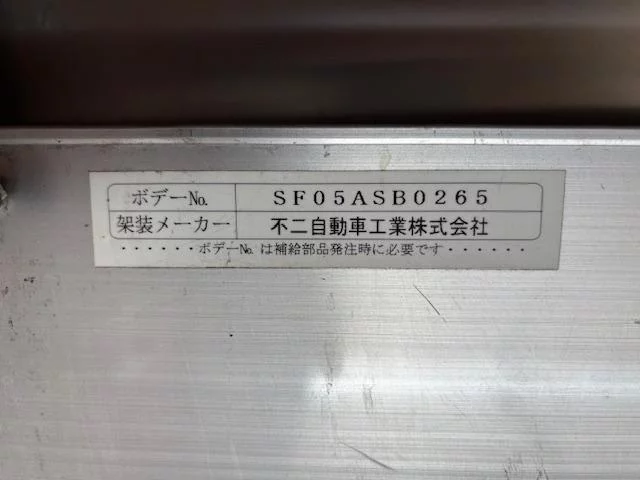 ボデー№ SF05ASB0265
架装メーカー 不二自動車工業株式会社
・・・・・・ボデー№は補給部品発注時に必要です・・・・・・